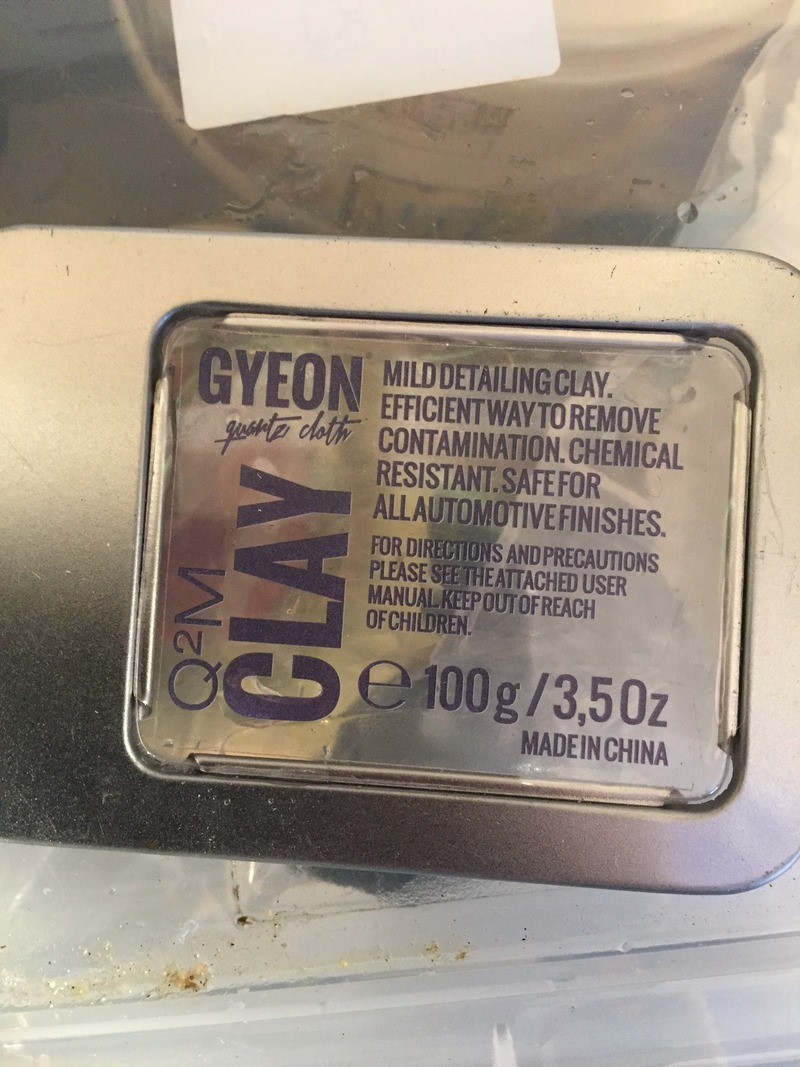 GYEON
quartz cloth
Q²M
CLAY
MILD DETAILING CLAY.
EFFICIENT WAY TO REMOVE
CONTAMINATION. CHEMICAL
RESISTANT. SAFE FOR
ALL AUTOMOTIVE FINISHES.
FOR DIRECTIONS AND PRECAUTIONS
PLEASE SEE THE ATTACHED USER
MANUAL. KEEP OUT OF REACH
OF CHILDREN.
℮ 100 g / 3,5 Oz
MADE IN CHINA